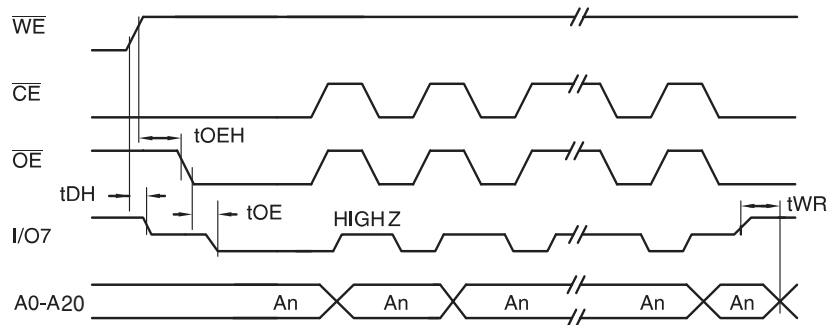 WE
CE
tOEH
OE
tDH
tOE
HIGH Z
tWR
I/O7
A0-A20
An
An
An
An
An